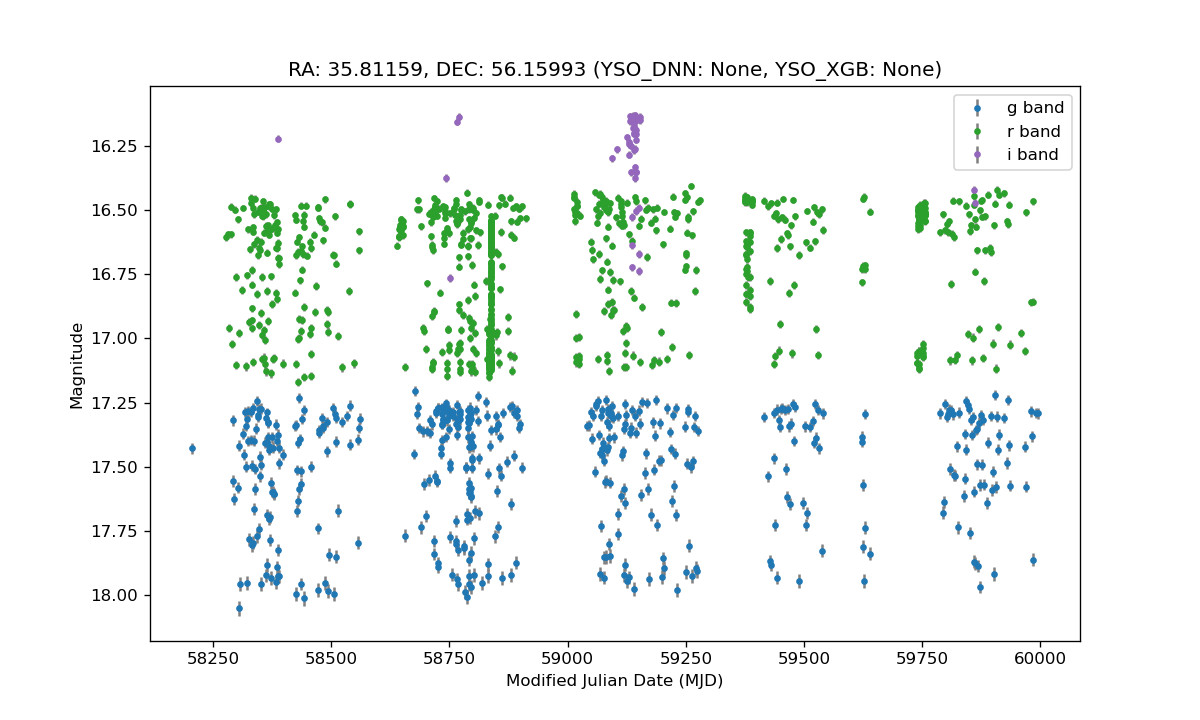 RA: 35.81159, DEC: 56.15993 (YSO_DNN: None, YSO_XGB: None)
g band
r band
i band
16.25
16.50
16.75
17.00
17.25
17.50
17.75
18.00
Magnitude
58250 58500 58750 59000 59250 59500 59750 60000
Modified Julian Date (MJD)